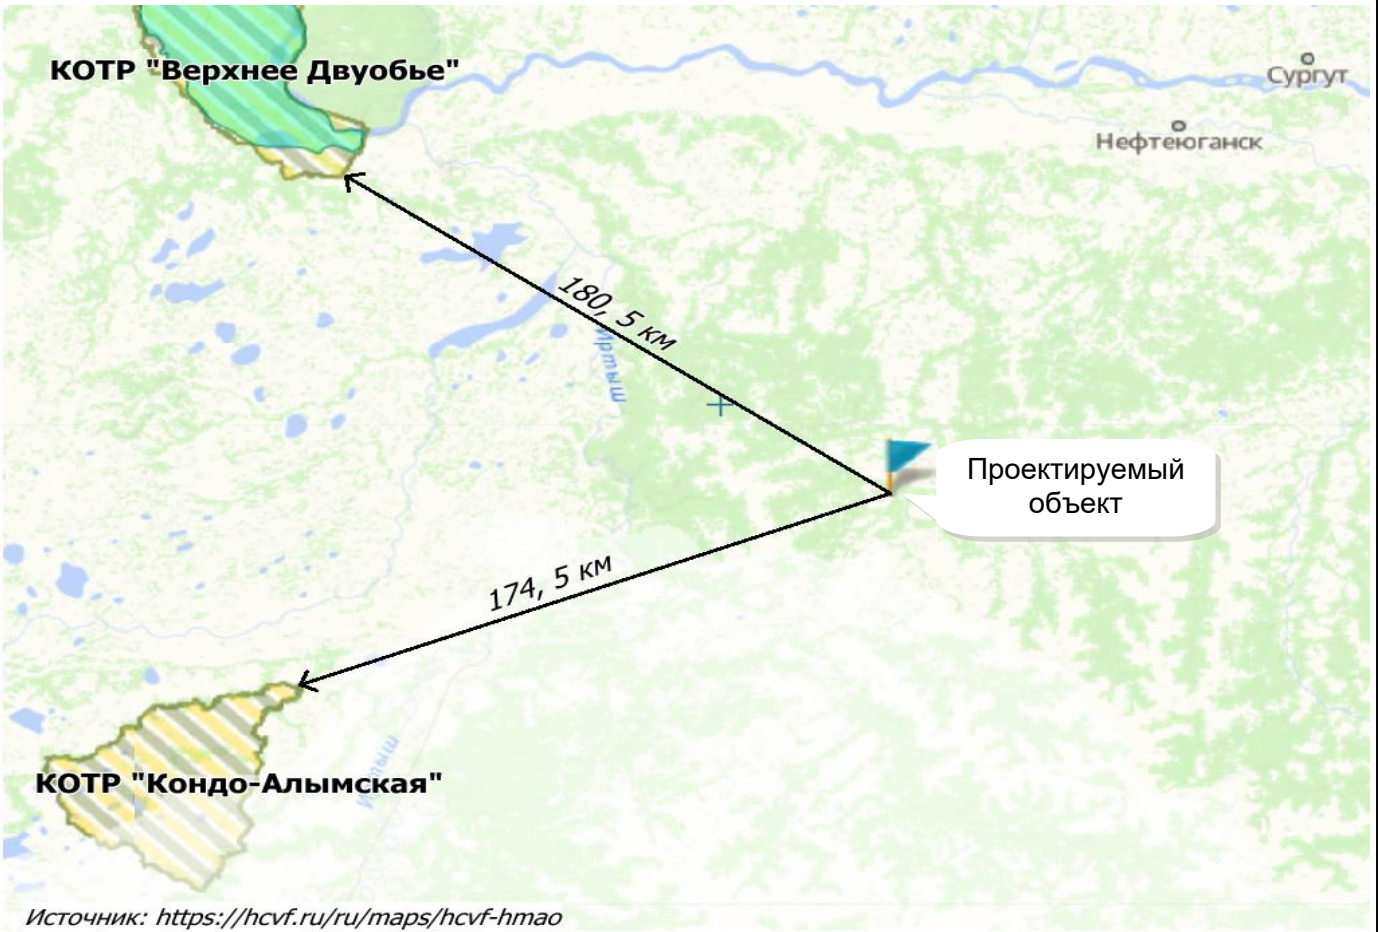 КОТР "Верхнее Двуобье"
Сургут
Нефтеюганск
180, 5 км
Иртыш
Проектируемый
объект
174, 5 км
Иртыш
КОТР "Кондо-Алымская"
Источник: https://hcvf.ru/ru/maps/hcvf-hmao